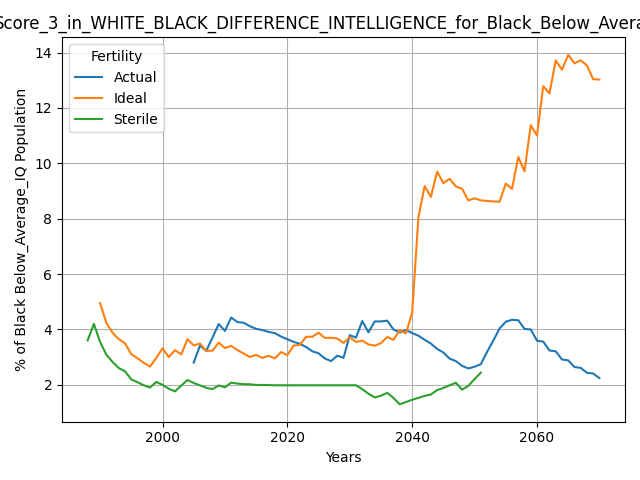 Score_3_in_WHITE_BLACK_DIFFERENCE_INTELLIGENCE_for_Black_Below_Avera
Fertility
Actual
Ideal
Sterile
% of Black Below_Average_IQ Population
14
12
10
8
6
4
2
2000 2020 2040 2060
Years